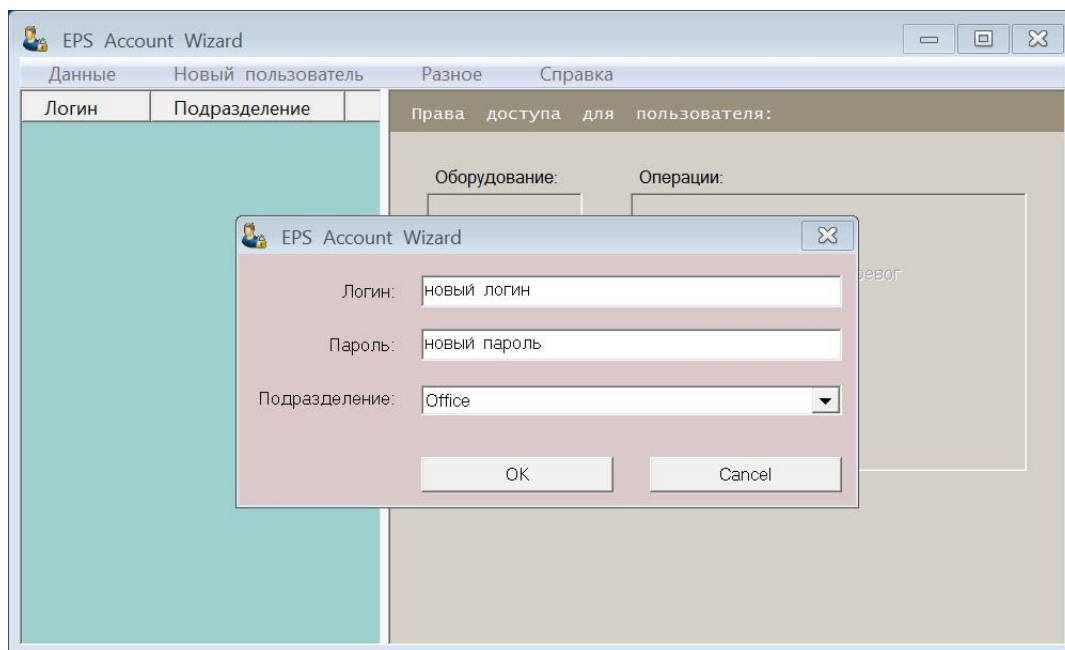 EPS Account Wizard
Данные Новый пользователь Разное Справка
Логин Подразделение
Права доступа для пользователя:
Оборудование: Операции:
EPS Account Wizard
Логин: новый логин
Пароль: новый пароль
Подразделение: Office
OK Cancel